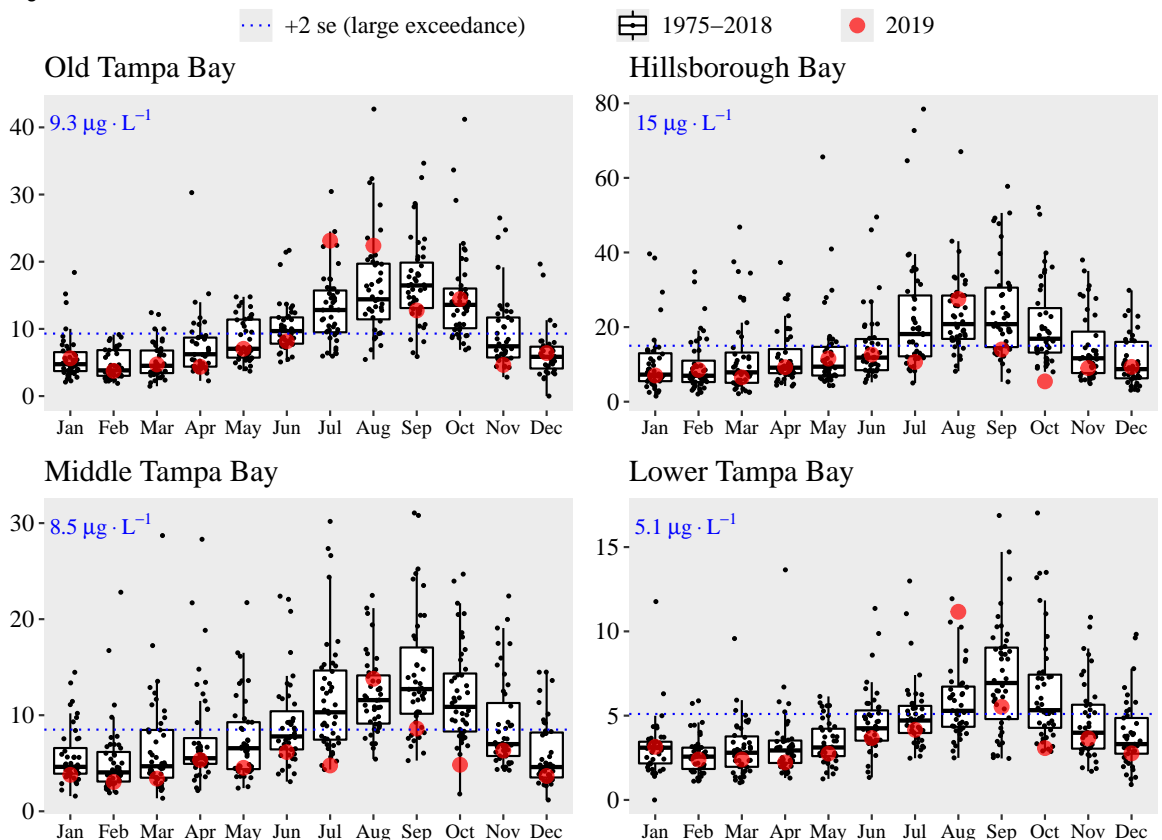 +2 se (large exceedance) 1975–2018 2019
Old Tampa Bay
9.3 μg · L⁻¹
40
30
20
10
0
Jan Feb Mar Apr May Jun Jul Aug Sep Oct Nov Dec
Hillsborough Bay
15 μg · L⁻¹
80
60
40
20
0
Jan Feb Mar Apr May Jun Jul Aug Sep Oct Nov Dec
Middle Tampa Bay
8.5 μg · L⁻¹
30
20
10
0
Jan Feb Mar Apr May Jun Jul Aug Sep Oct Nov Dec
Lower Tampa Bay
5.1 μg · L⁻¹
15
10
5
0
Jan Feb Mar Apr May Jun Jul Aug Sep Oct Nov Dec